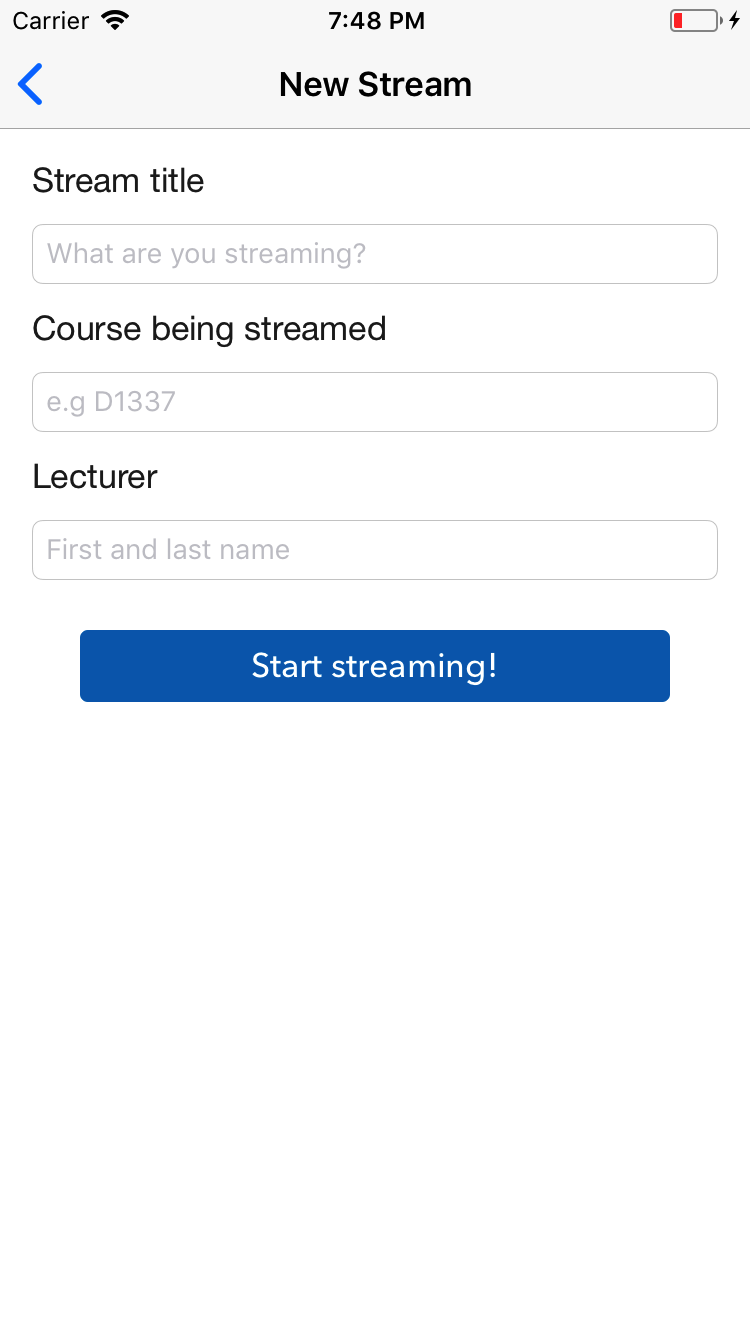 Carrier 7:48 PM
New Stream
Stream title
What are you streaming?
Course being streamed
e.g D1337
Lecturer
First and last name
Start streaming!